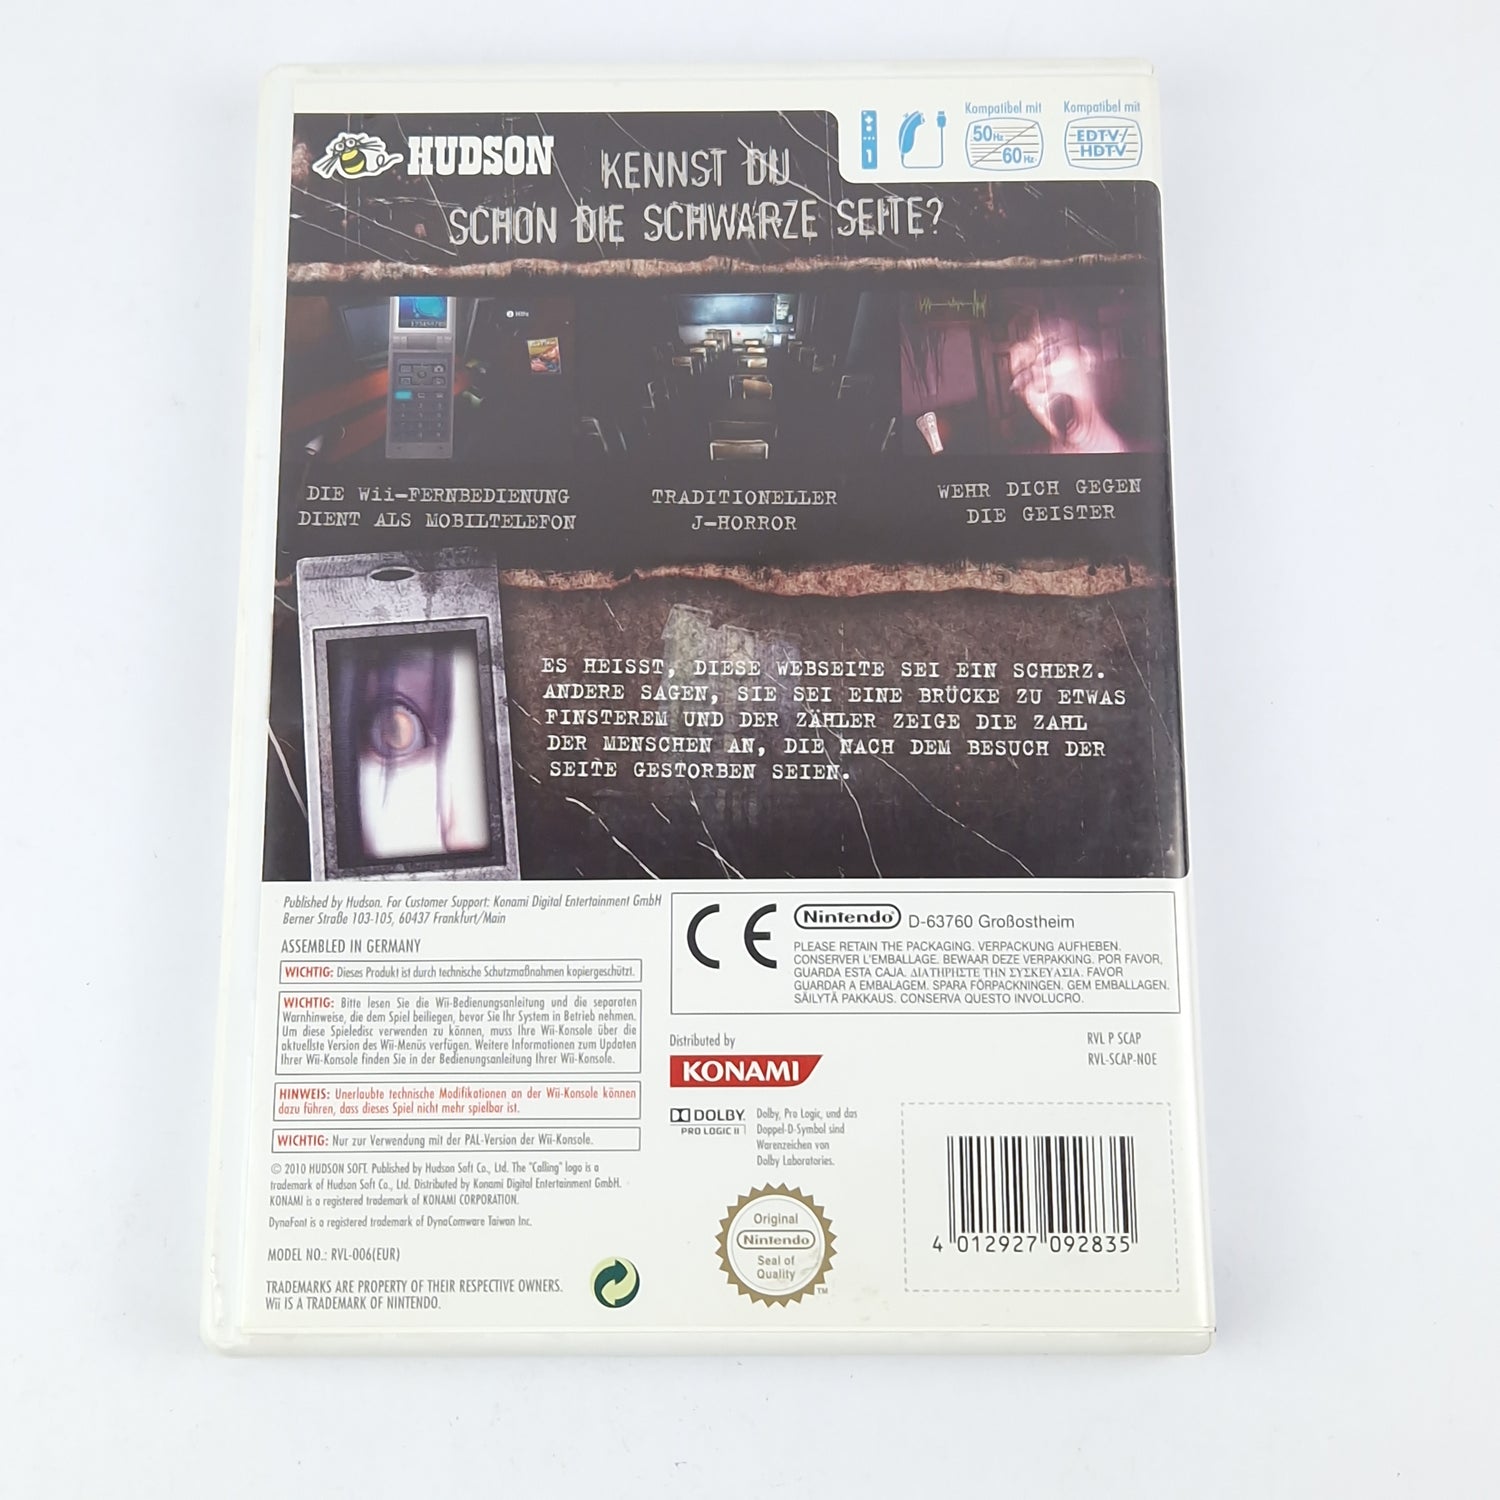 HUDSON
KENNST DU
SCHON DIE SCHWARZE SEITE?
1
Kompatibel mit
50Hz
60Hz
Kompatibel mit
EDTV/
HDTV
DIE Wii-FERNBEDIENUNG
DIENT ALS MOBILTELEFON
TRADITIONELLER
J-HORROR
WEHR DICH GEGEN
DIE GEISTER
ES HEISST, DIESE WEBSEITE SEI EIN SCHERZ.
ANDERE SAGEN, SIE SEI EINE BRÜCKE ZU ETWAS
FINSTEREM UND DER ZÄHLER ZEIGE DIE ZAHL
DER MENSCHEN AN, DIE NACH DEM BESUCH DER
SEITE GESTORBEN SEIEN.
Published by Hudson. For Customer Support: Konami Digital Entertainment GmbH
Berner Straße 103-105, 60437 Frankfurt/Main
ASSEMBLED IN GERMANY
WICHTIG: Dieses Produkt ist durch technische Schutzmaßnahmen kopiergeschützt.
WICHTIG: Bitte lesen Sie die Wii-Bedienungsanleitung und die separaten
Warnhinweise, die dem Spiel beiliegen, bevor Sie Ihr System in Betrieb nehmen.
Um diese Spieledisc verwenden zu können, muss Ihre Wii-Konsole über die
aktuellste Version des Wii-Menüs verfügen. Weitere Informationen zum Updaten
Ihrer Wii-Konsole finden Sie in der Bedienungsanleitung Ihrer Wii-Konsole.
HINWEIS: Unerlaubte technische Modifikationen an der Wii-Konsole können
dazu führen, dass dieses Spiel nicht mehr spielbar ist.
WICHTIG: Nur zur Verwendung mit der PAL-Version der Wii-Konsole.
© 2010 HUDSON SOFT. Published by Hudson Soft Co., Ltd. The "Calling" logo is a
trademark of Hudson Soft Co., Ltd. Distributed by Konami Digital Entertainment GmbH.
KONAMI is a registered trademark of KONAMI CORPORATION.
DynaFont is a registered trademark of DynaComware Taiwan Inc.
MODEL NO.: RVL-006(EUR)
TRADEMARKS ARE PROPERTY OF THEIR RESPECTIVE OWNERS.
Wii IS A TRADEMARK OF NINTENDO.
CE
Nintendo D-63760 Großostheim
PLEASE RETAIN THE PACKAGING. VERPACKUNG AUFHEBEN.
CONSERVER L'EMBALLAGE. BEWAAR DEZE VERPAKKING. POR FAVOR,
GUARDA ESTA CAJA. ΔΙΑΤΗΡΗΣΤΕ ΤΗΝ ΣΥΣΚΕΥΑΣΙΑ. FAVOR
GUARDAR A EMBALAGEM. SPARA FÖRPACKNINGEN. GEM EMBALLAGEN.
SÄILYTÄ PAKKAUS. CONSERVA QUESTO INVOLUCRO.
Distributed by
KONAMI
RVL P SCAP
RVL-SCAP-NOE
DOLBY
PRO LOGIC II
Dolby, Pro Logic, und das
Doppel-D-Symbol sind
Warenzeichen von
Dolby Laboratories.
Original
Nintendo
Seal of
Quality
TM
4 012927 092835